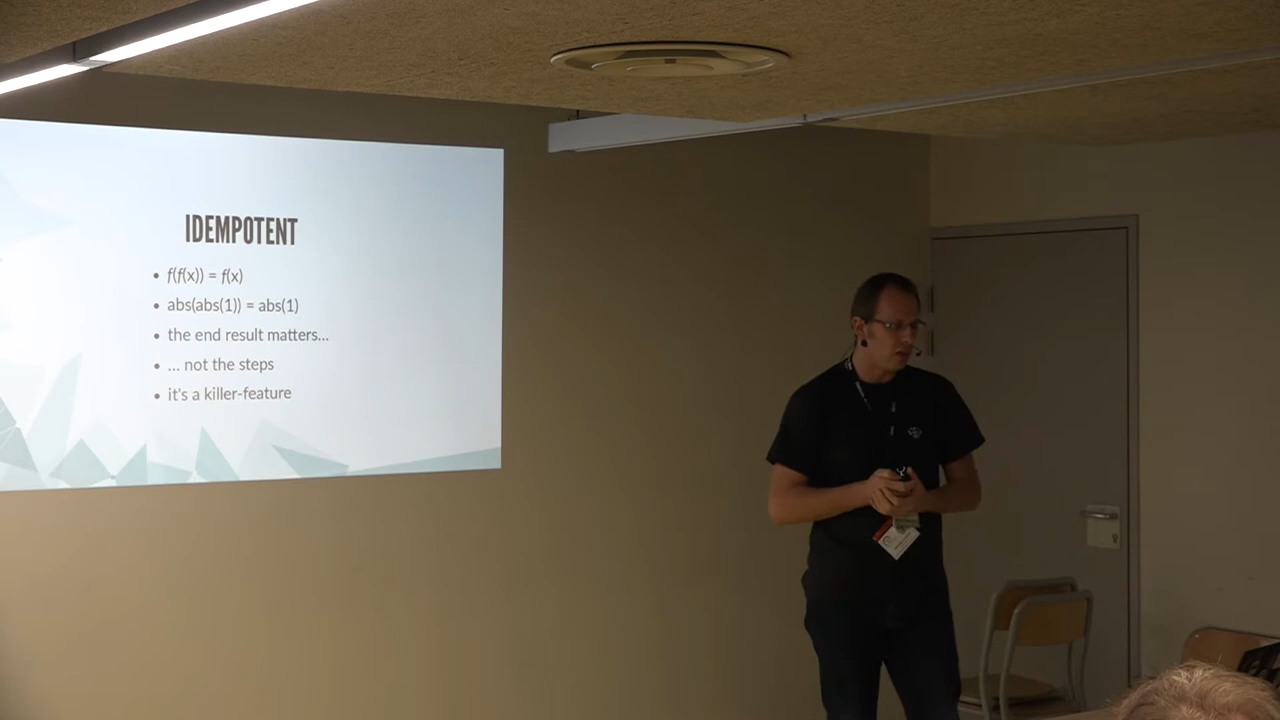 IDEMPOTENT
• f(f(x)) = f(x)
• abs(abs(1)) = abs(1)
• the end result matters...
• ... not the steps
• it's a killer-feature